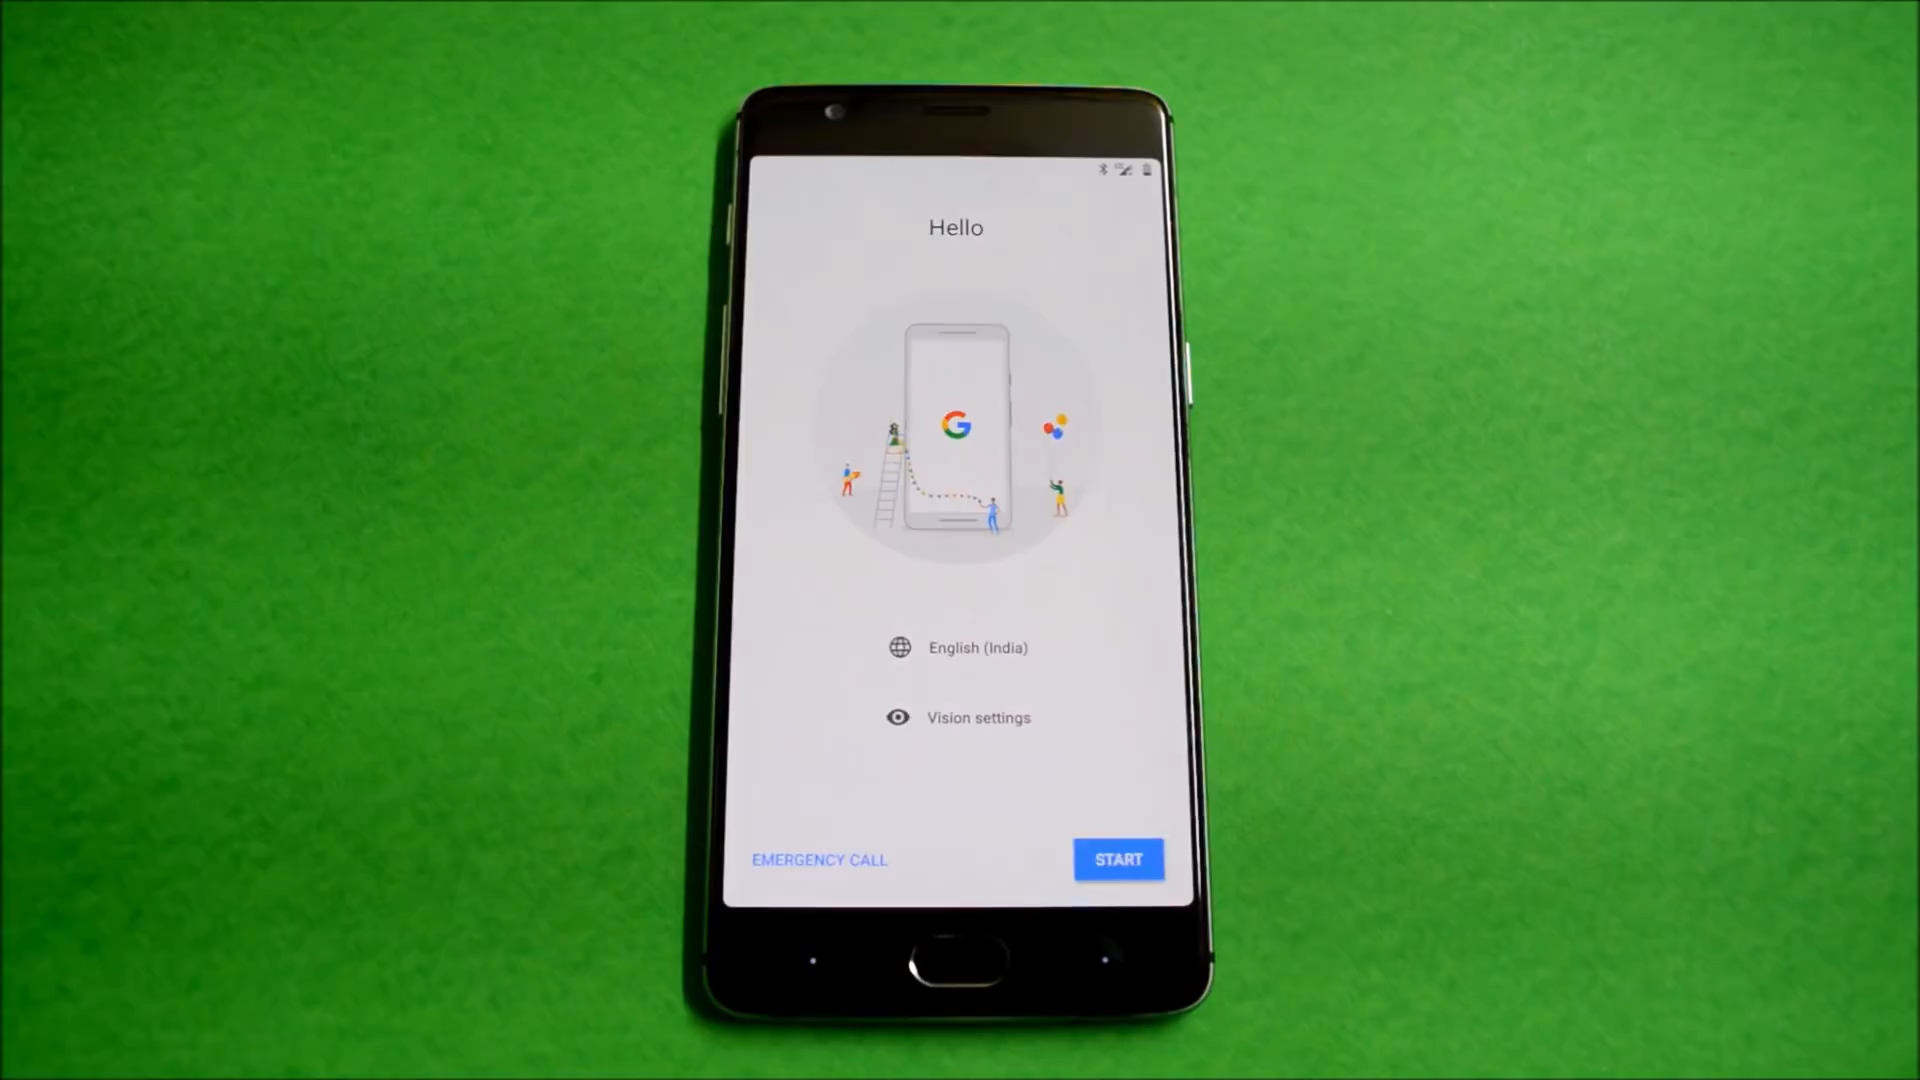 Hello
English (India)
Vision settings
EMERGENCY CALL
START